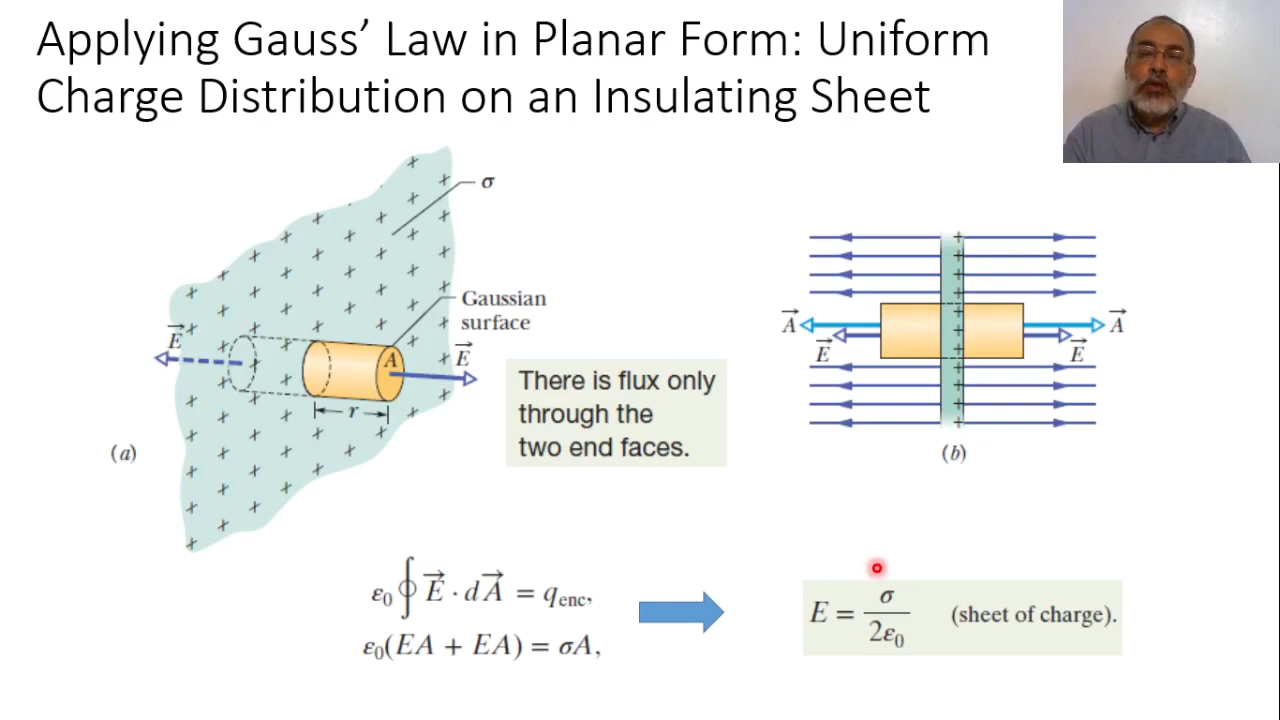 Applying Gauss’ Law in Planar Form: Uniform
Charge Distribution on an Insulating Sheet
σ
Gaussian
surface
E⃗
A
E⃗
r
(a)
There is flux only
through the
two end faces.
A⃗
A⃗
E⃗
E⃗
(b)
ε₀ ∮ E⃗ · dA⃗ = q_enc,
ε₀(EA + EA) = σA,
E = σ/2ε₀ (sheet of charge).